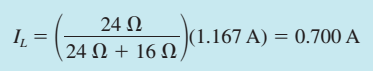 I_L = (24 Ω / (24 Ω + 16 Ω))(1.167 A) = 0.700 A